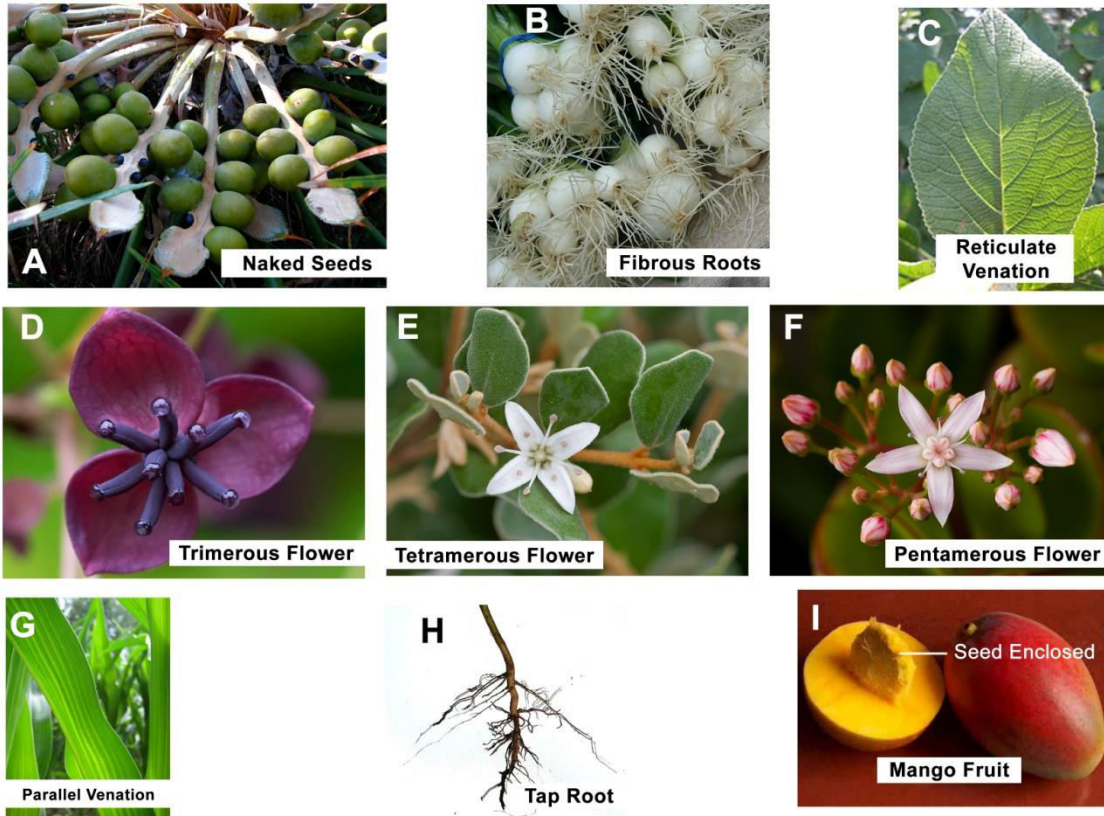 A
Naked Seeds
B
Fibrous Roots
C
Reticulate
Venation
D
Trimerous Flower
E
Tetramerous Flower
F
Pentamerous Flower
G
Parallel Venation
H
Tap Root
I
Seed Enclosed
Mango Fruit